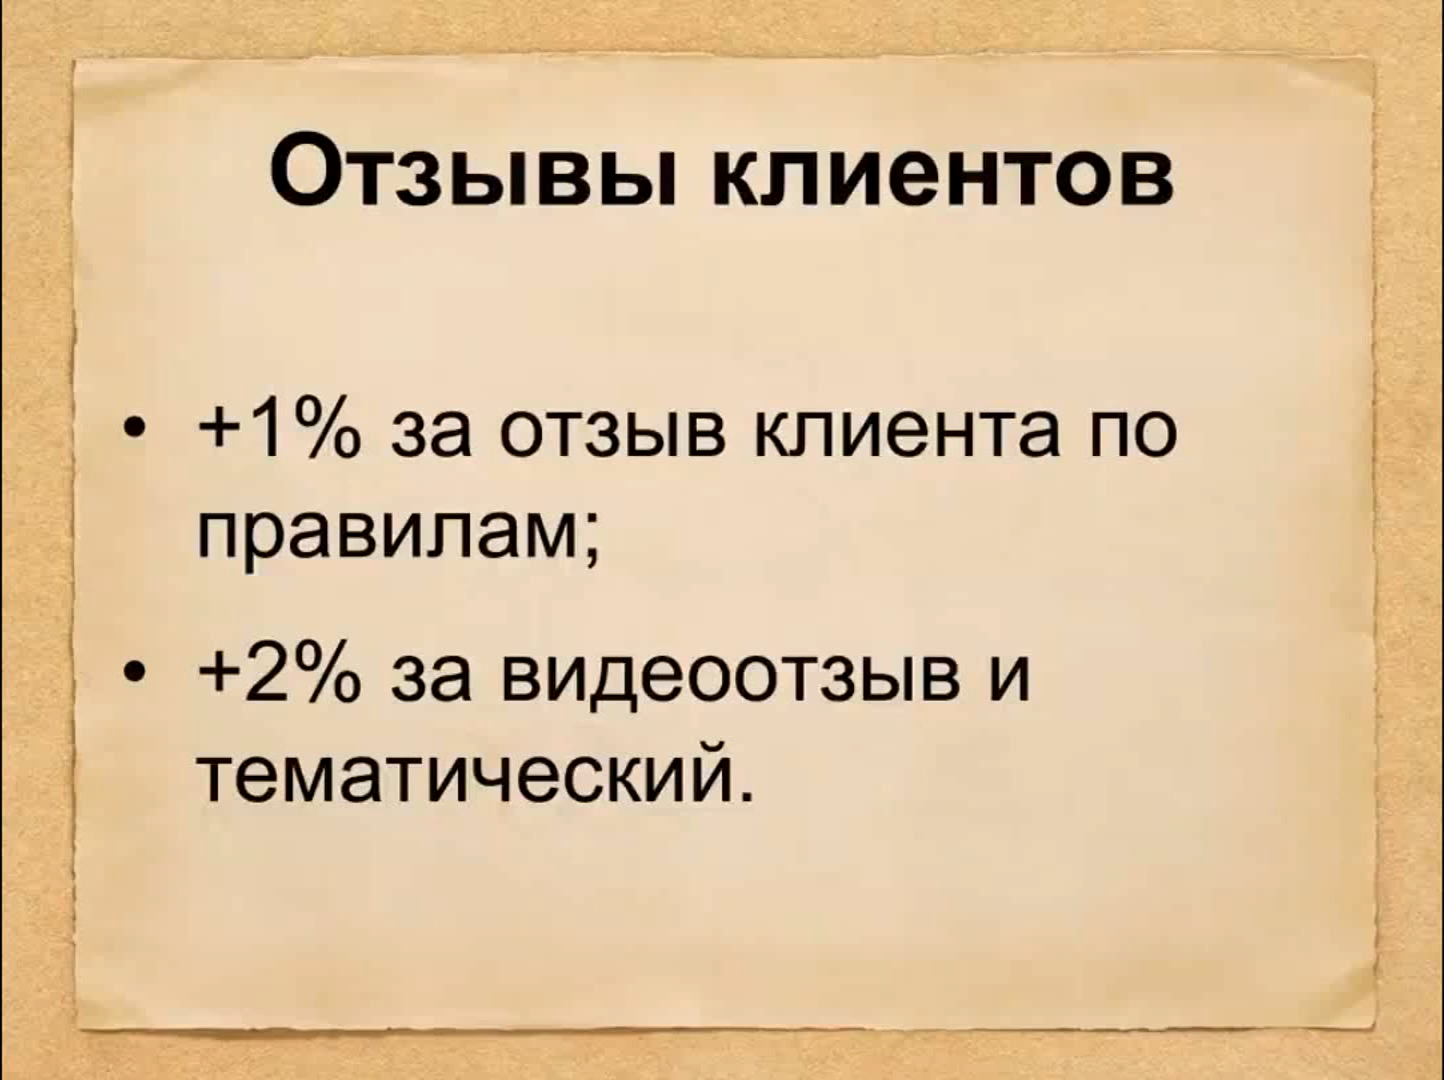 Отзывы клиентов
• +1% за отзыв клиента по
правилам;
• +2% за видеоотзыв и
тематический.